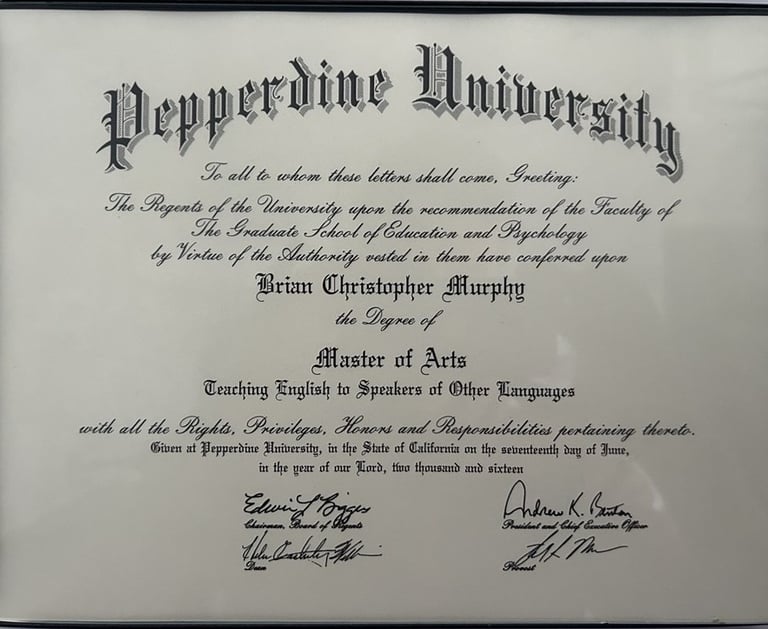 Pepperdine University
To all to whom these letters shall come, Greeting:
The Regents of the University upon the recommendation of the Faculty of
The Graduate School of Education and Psychology
by Virtue of the Authority vested in them have conferred upon
Brian Christopher Murphy
the Degree of
Master of Arts
Teaching English to Speakers of Other Languages
with all the Rights, Privileges, Honors and Responsibilities pertaining thereto.
Given at Pepperdine University, in the State of California on the seventeenth day of June,
in the year of our Lord, two thousand and sixteen
Edwin L Biggers
Andrew K. Benton
Chairman, Board of Regents
President and Chief Executive Officer
Dean
Provost